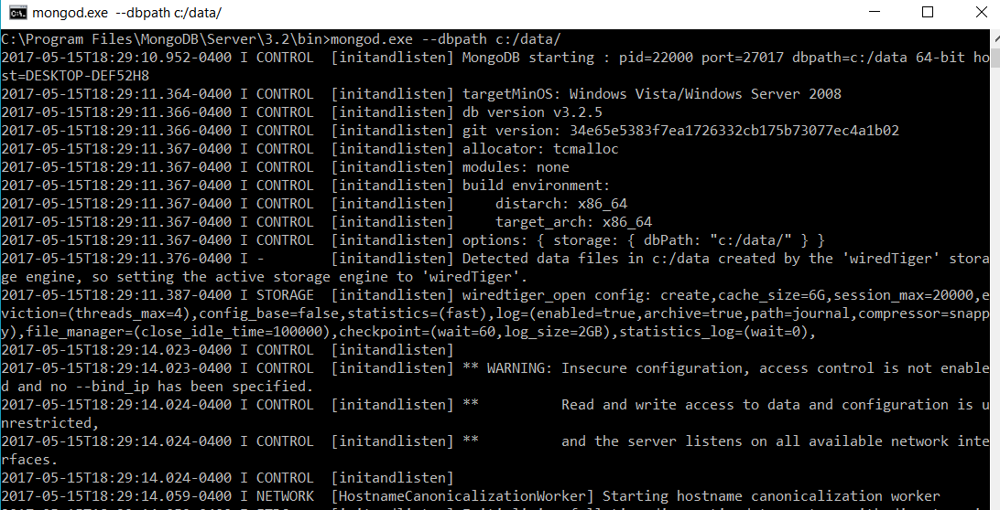 mongod.exe --dbpath c:/data/
C:\Program Files\MongoDB\Server\3.2\bin>mongod.exe --dbpath c:/data/
2017-05-15T18:29:10.952-0400 I CONTROL  [initandlisten] MongoDB starting : pid=22000 port=27017 dbpath=c:/data 64-bit ho
st=DESKTOP-DEF52H8
2017-05-15T18:29:11.364-0400 I CONTROL  [initandlisten] targetMinOS: Windows Vista/Windows Server 2008
2017-05-15T18:29:11.366-0400 I CONTROL  [initandlisten] db version v3.2.5
2017-05-15T18:29:11.366-0400 I CONTROL  [initandlisten] git version: 34e65e5383f7ea1726332cb175b73077ec4a1b02
2017-05-15T18:29:11.367-0400 I CONTROL  [initandlisten] allocator: tcmalloc
2017-05-15T18:29:11.367-0400 I CONTROL  [initandlisten] modules: none
2017-05-15T18:29:11.367-0400 I CONTROL  [initandlisten] build environment:
2017-05-15T18:29:11.367-0400 I CONTROL  [initandlisten]     distarch: x86_64
2017-05-15T18:29:11.367-0400 I CONTROL  [initandlisten]     target_arch: x86_64
2017-05-15T18:29:11.367-0400 I CONTROL  [initandlisten] options: { storage: { dbPath: "c:/data/" } }
2017-05-15T18:29:11.376-0400 I -        [initandlisten] Detected data files in c:/data created by the 'wiredTiger' stora
ge engine, so setting the active storage engine to 'wiredTiger'.
2017-05-15T18:29:11.387-0400 I STORAGE  [initandlisten] wiredtiger_open config: create,cache_size=6G,session_max=20000,e
viction=(threads_max=4),config_base=false,statistics=(fast),log=(enabled=true,archive=true,path=journal,compressor=snapp
y),file_manager=(close_idle_time=100000),checkpoint=(wait=60,log_size=2GB),statistics_log=(wait=0),
2017-05-15T18:29:14.023-0400 I CONTROL  [initandlisten]
2017-05-15T18:29:14.023-0400 I CONTROL  [initandlisten] ** WARNING: Insecure configuration, access control is not enable
d and no --bind_ip has been specified.
2017-05-15T18:29:14.024-0400 I CONTROL  [initandlisten] **          Read and write access to data and configuration is u
nrestricted,
2017-05-15T18:29:14.024-0400 I CONTROL  [initandlisten] **          and the server listens on all available network inte
rfaces.
2017-05-15T18:29:14.024-0400 I CONTROL  [initandlisten]
2017-05-15T18:29:14.059-0400 I NETWORK  [HostnameCanonicalizationWorker] Starting hostname canonicalization worker